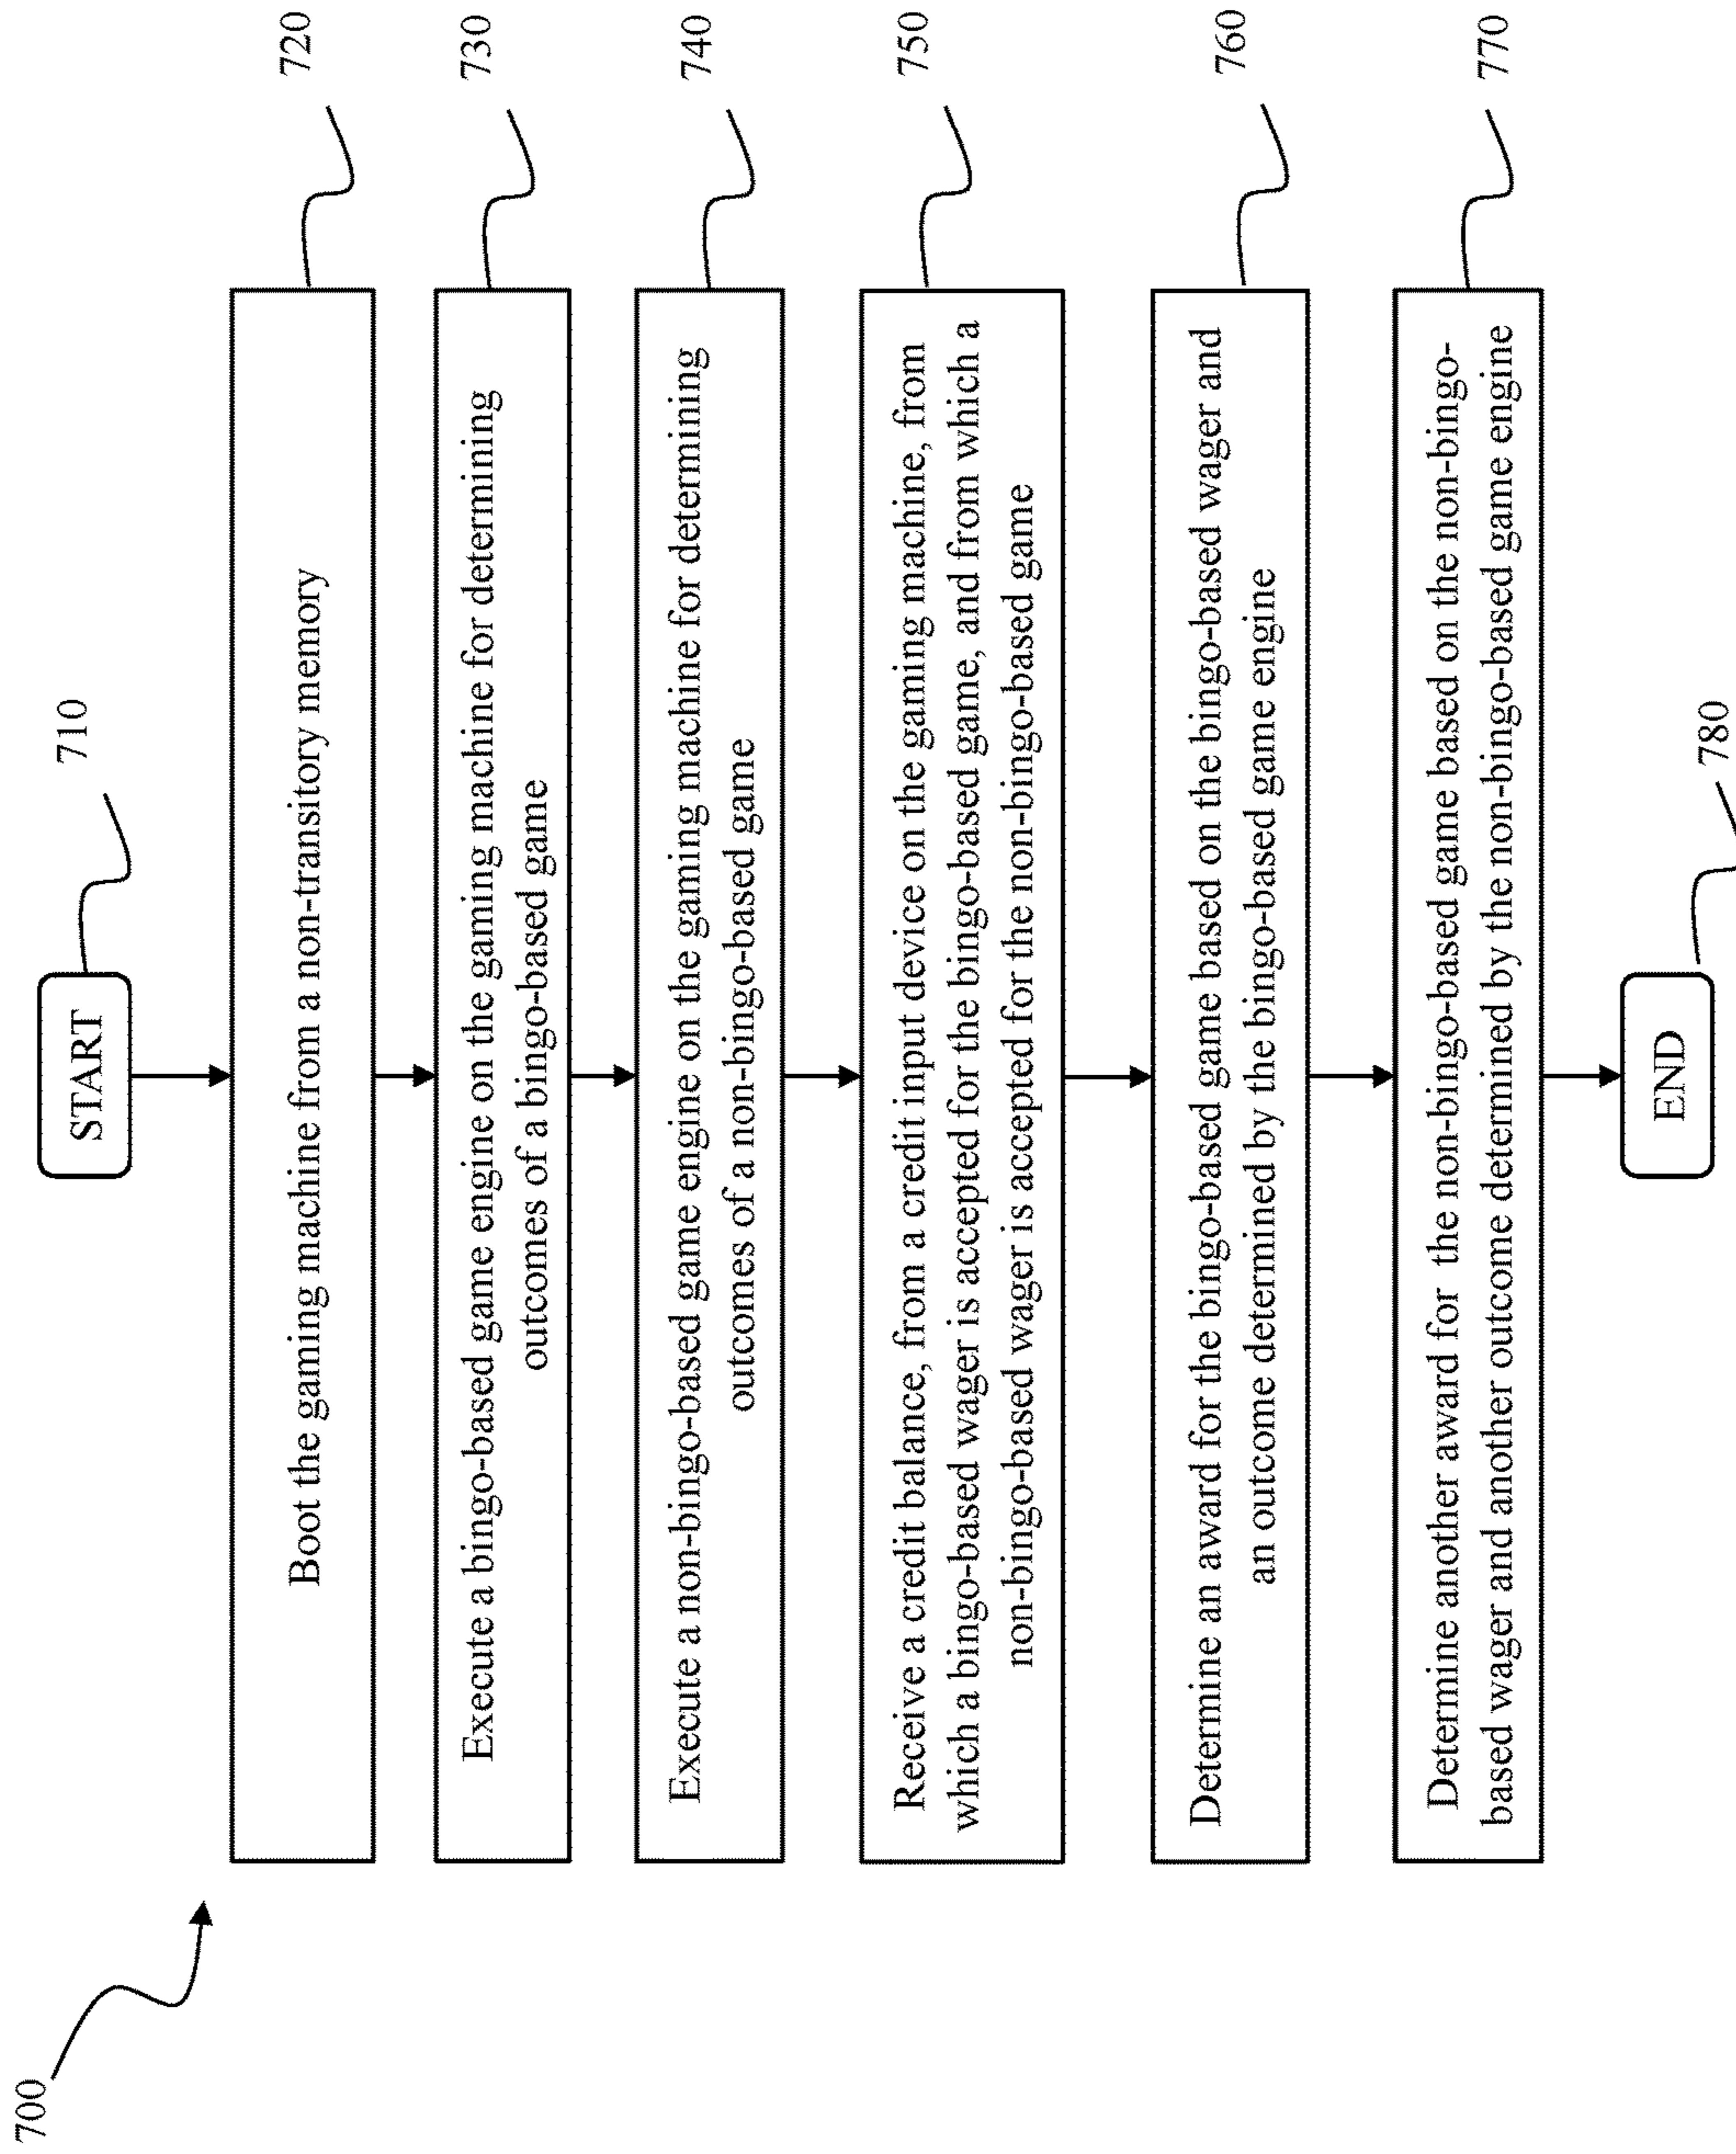 700
START
710
Boot the gaming machine from a non-transitory memory
720
Execute a bingo-based game engine on the gaming machine for determining
outcomes of a bingo-based game
730
Execute a non-bingo-based game engine on the gaming machine for determining
outcomes of a non-bingo-based game
740
Receive a credit balance, from a credit input device on the gaming machine, from
which a bingo-based wager is accepted for the bingo-based game, and from which a
non-bingo-based wager is accepted for the non-bingo-based game
750
Determine an award for the bingo-based game based on the bingo-based wager and
an outcome determined by the bingo-based game engine
760
Determine another award for the non-bingo-based game based on the non-bingo-
based wager and another outcome determined by the non-bingo-based game engine
770
END
780